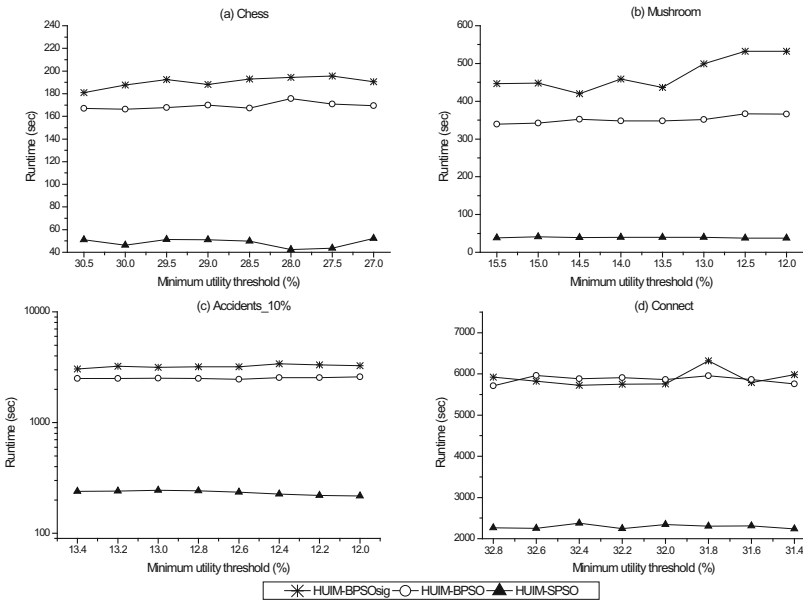 (a) Chess
240
220
200
180
160
140
120
100
80
60
40
Runtime (sec)
30.5 30.0 29.5 29.0 28.5 28.0 27.5 27.0
Minimum utility threshold (%)
(b) Mushroom
600
500
400
300
200
100
0
Runtime (sec)
15.5 15.0 14.5 14.0 13.5 13.0 12.5 12.0
Minimum utility threshold (%)
(c) Accidents_10%
10000
1000
100
Runtime (sec)
13.4 13.2 13.0 12.8 12.6 12.4 12.2 12.0
Minimum utility threshold (%)
(d) Connect
7000
6000
5000
4000
3000
2000
Runtime (sec)
32.8 32.6 32.4 32.2 32.0 31.8 31.6 31.4
Minimum utility threshold (%)
HUIM-BPSOsig HUIM-BPSO HUIM-SPSO